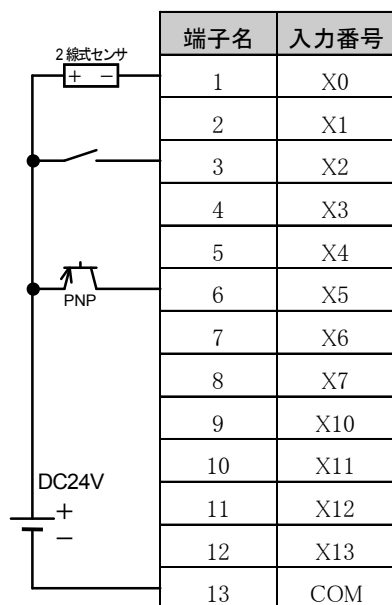 端子名 入力番号
2線式センサ
+ −
1 X0
2 X1
3 X2
4 X3
5 X4
PNP
6 X5
7 X6
8 X7
9 X10
10 X11
DC24V
+
−
11 X12
12 X13
13 COM